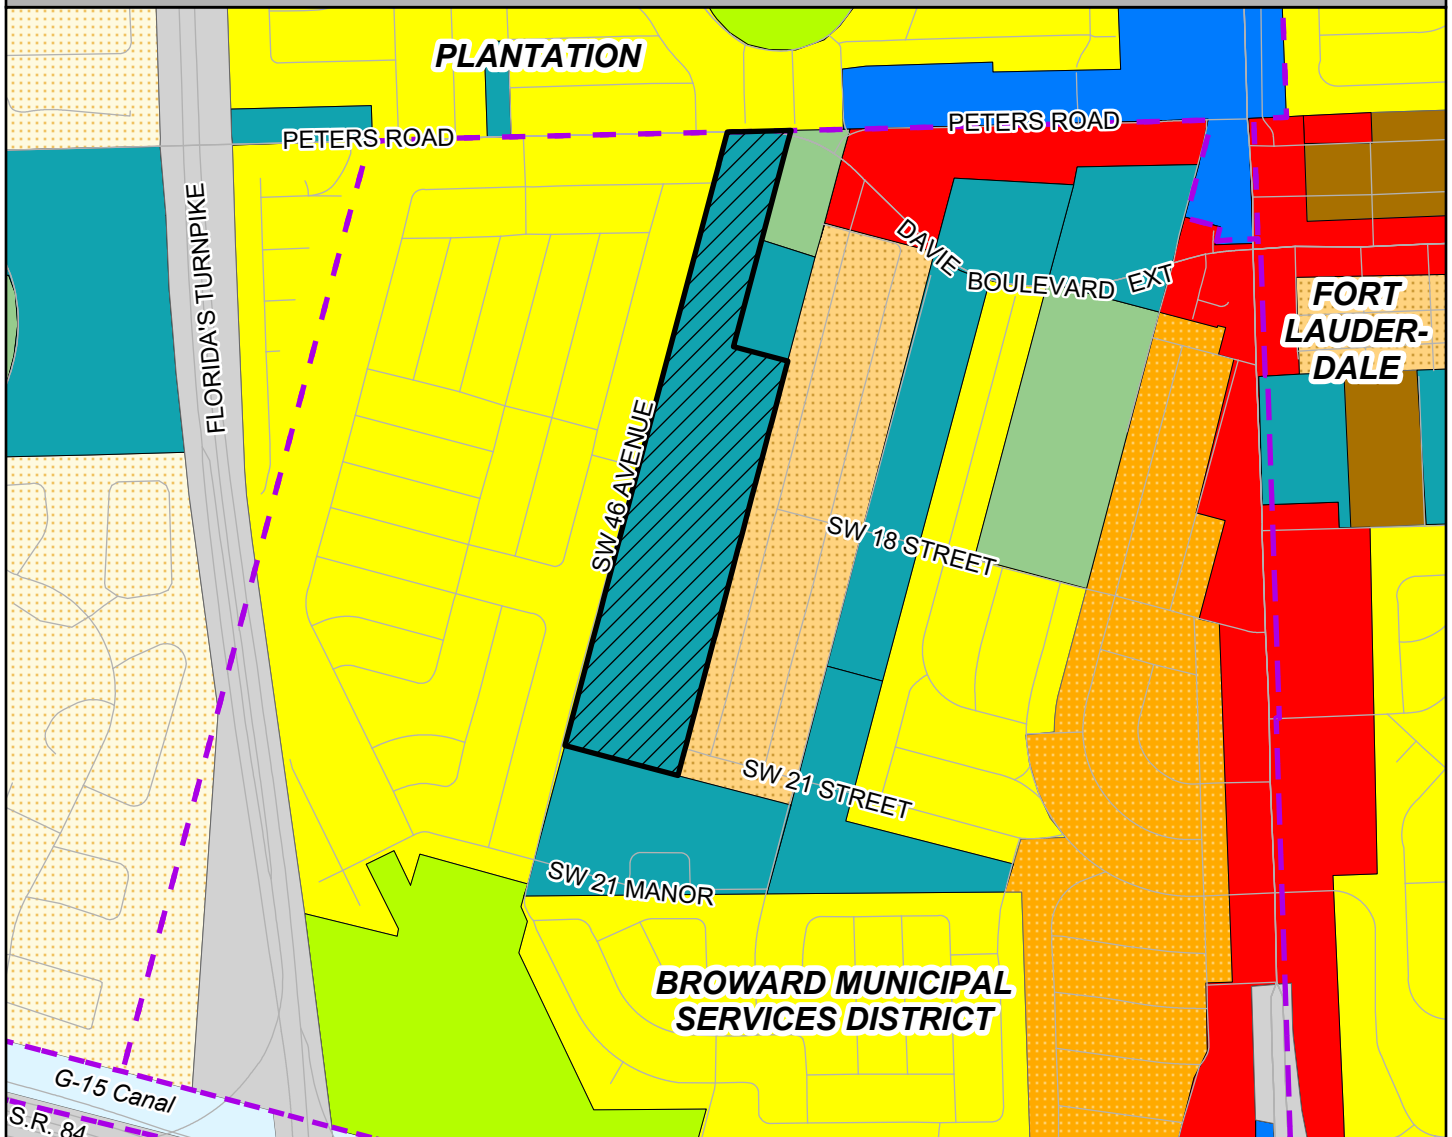 PLANTATION
PETERS ROAD
PETERS ROAD
FLORIDA'S TURNPIKE
DAVIE
BOULEVARD EXT
FORT
LAUDER-
DALE
SW 46 AVENUE
SW 18 STREET
SW 21 STREET
SW 21 MANOR
BROWARD MUNICIPAL
SERVICES DISTRICT
G-15 Canal
S.R. 84